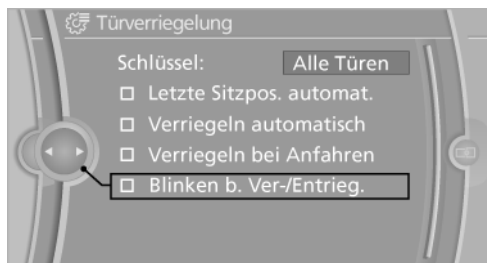 Türverriegelung
Schlüssel: Alle Türen
Letzte Sitzpos. automat.
Verriegeln automatisch
Verriegeln bei Anfahren
Blinken b. Ver-/Entrieg.